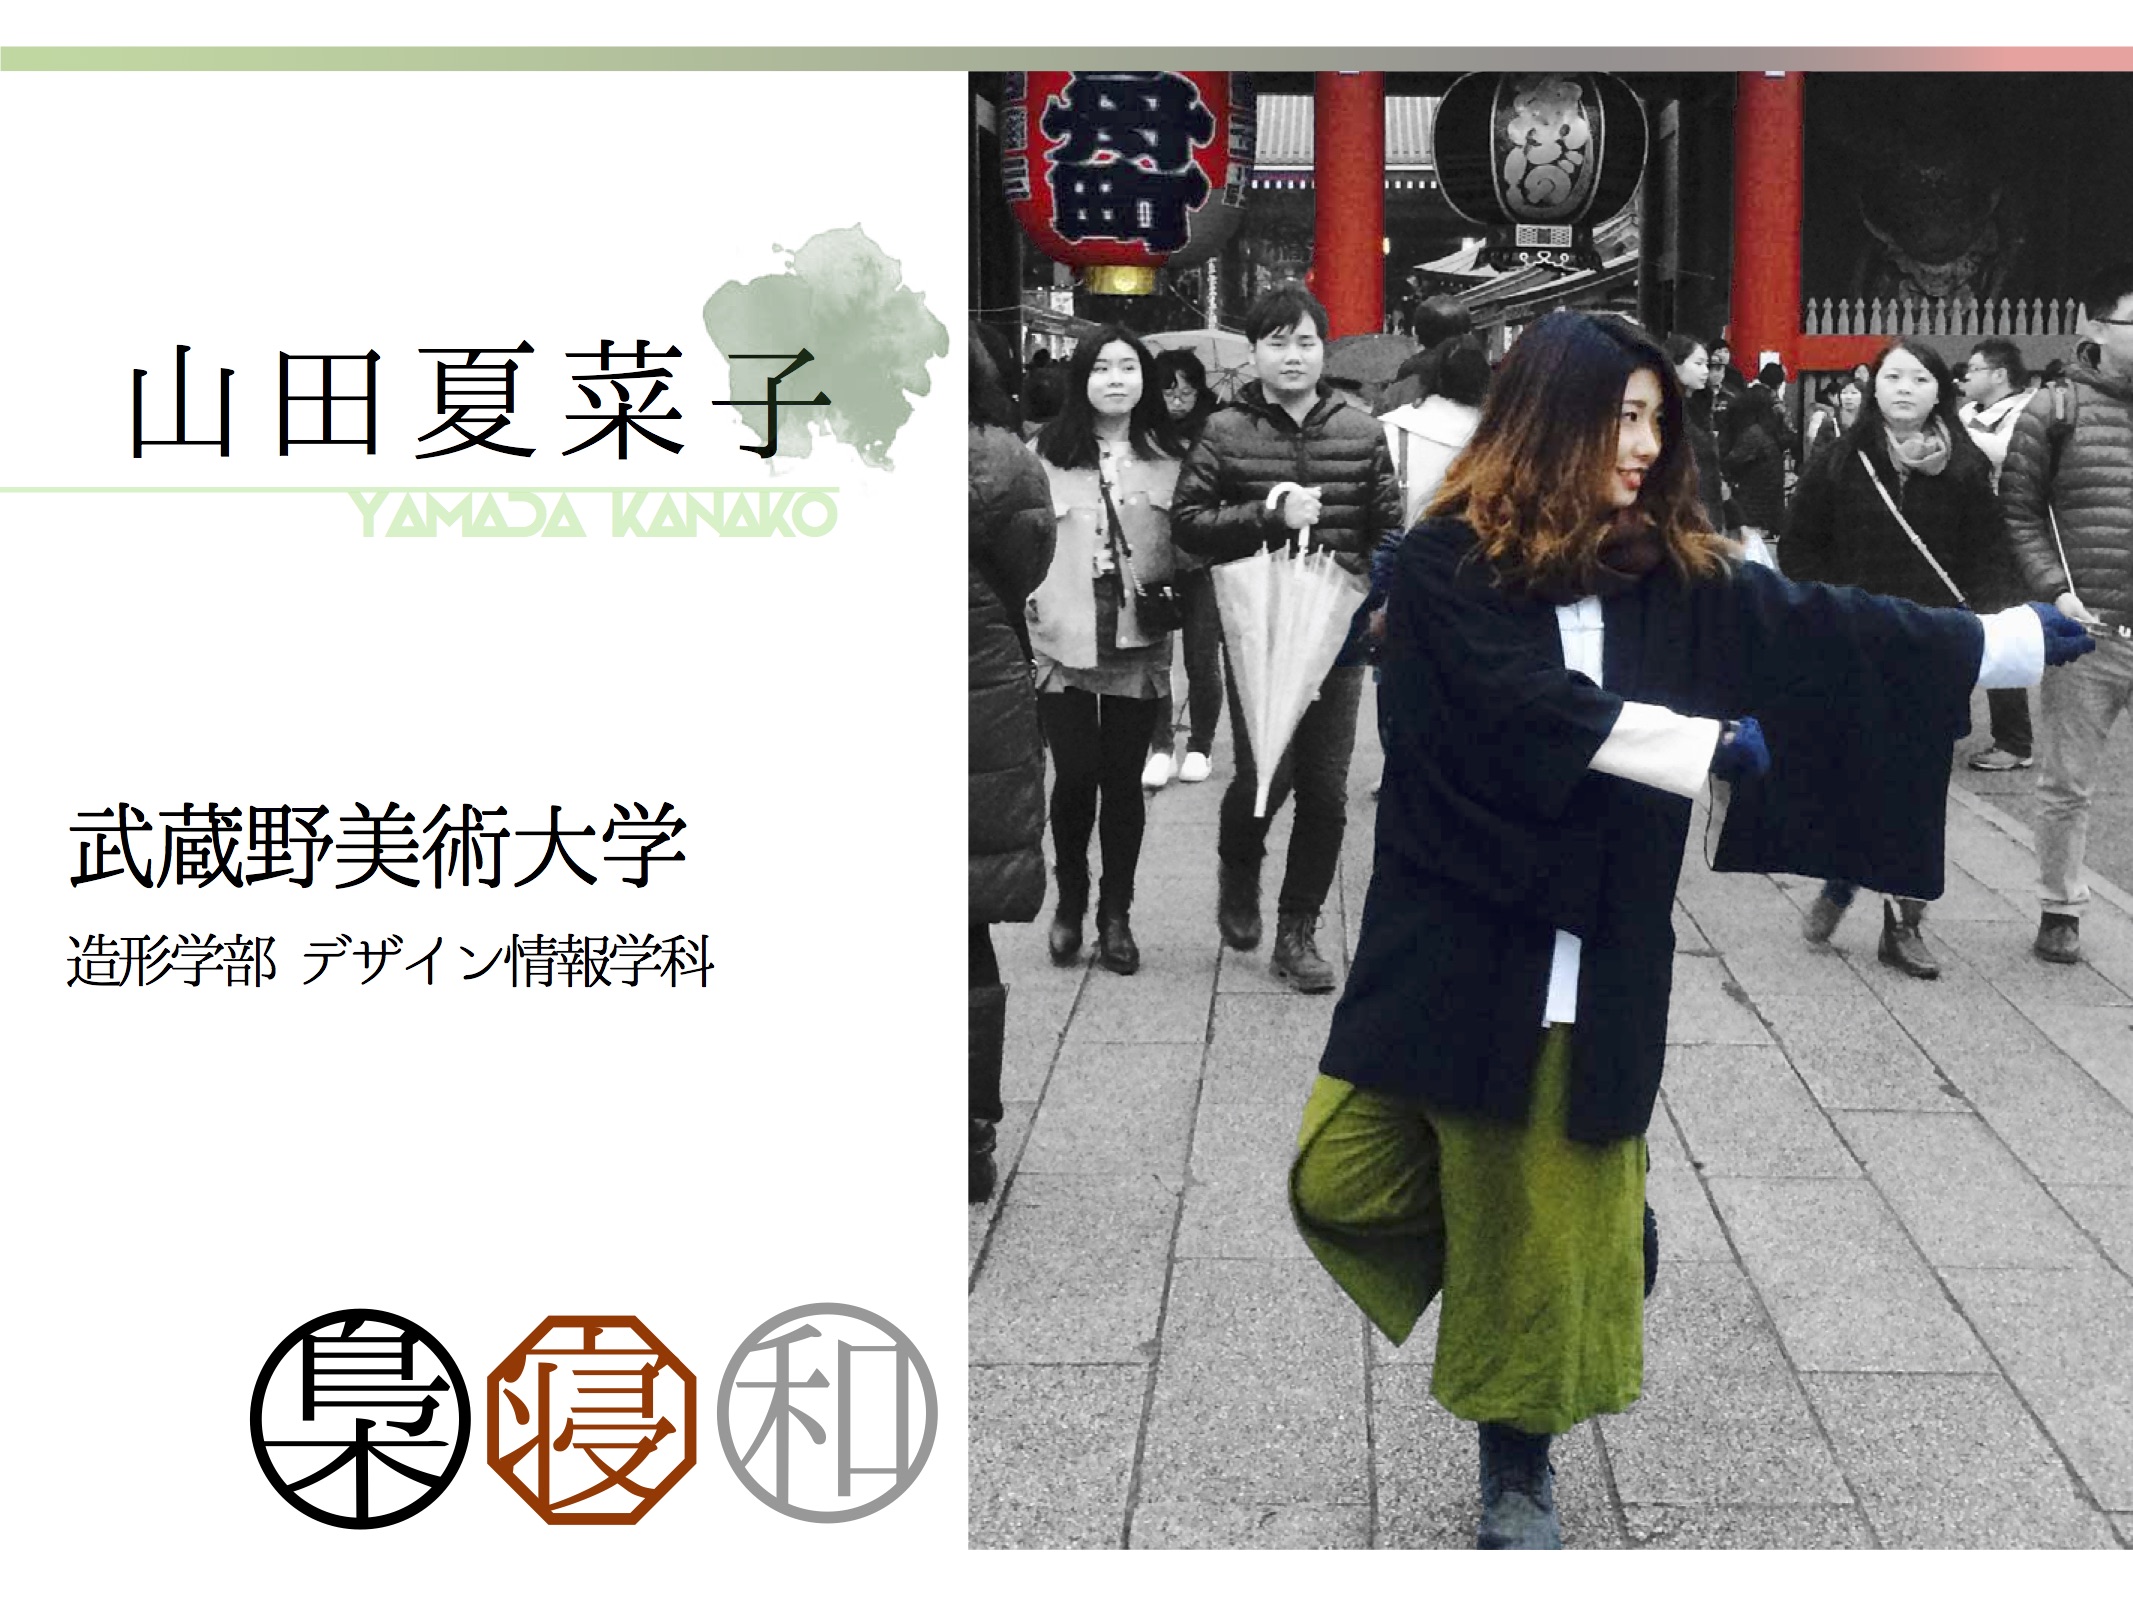 山田夏菜子
YAMADA KANAKO
武蔵野美術大学
造形学部 デザイン情報学科
梟 寝 和